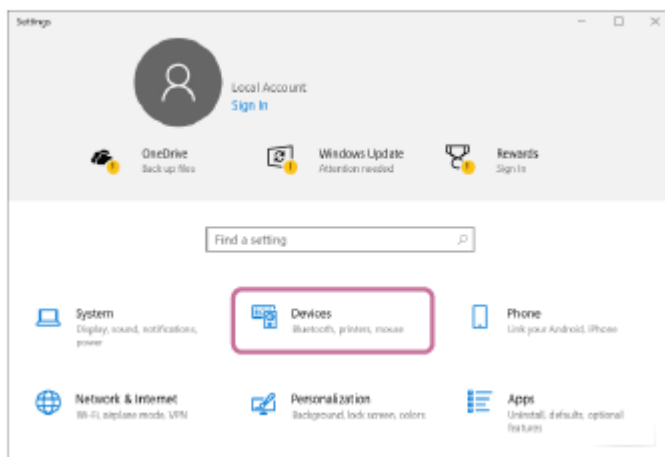 Settings
Local Account
Sign In
OneDrive
Back up files
Windows Update
Attention needed
Rewards
Sign In
Find a setting
System
Display, sound, notifications,
power
Devices
Bluetooth, printers, mouse
Phone
Link your Android, iPhone
Network & Internet
Wi-Fi, airplane mode, VPN
Personalization
Background, lock screen, colors
Apps
Uninstall, defaults, optional
features